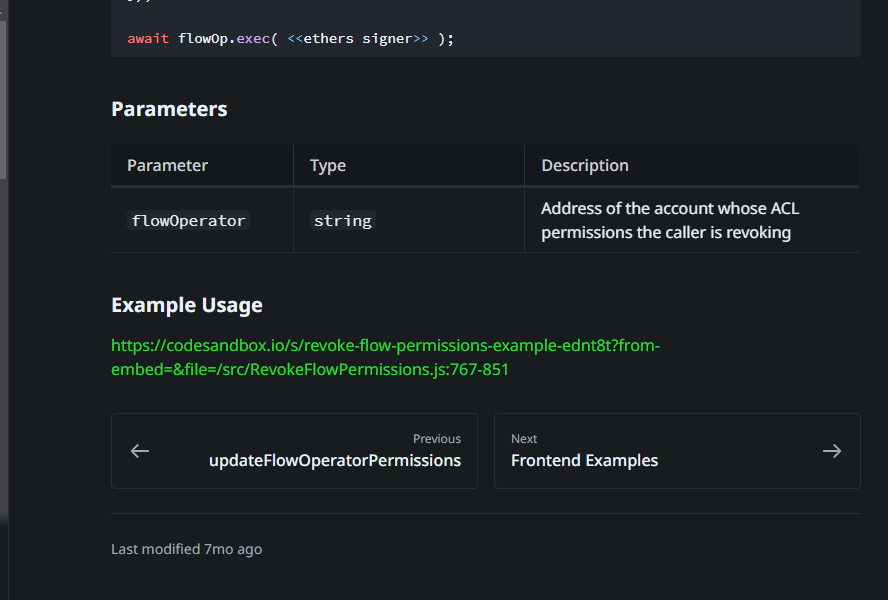 await flowOp.exec( <<ethers signer>> );
Parameters
Parameter Type Description
flowOperator string Address of the account whose ACL
permissions the caller is revoking
Example Usage
https://codesandbox.io/s/revoke-flow-permissions-example-ednt8t?from-
embed=&file=/src/RevokeFlowPermissions.js:767-851
Previous
updateFlowOperatorPermissions
Next
Frontend Examples
Last modified 7mo ago